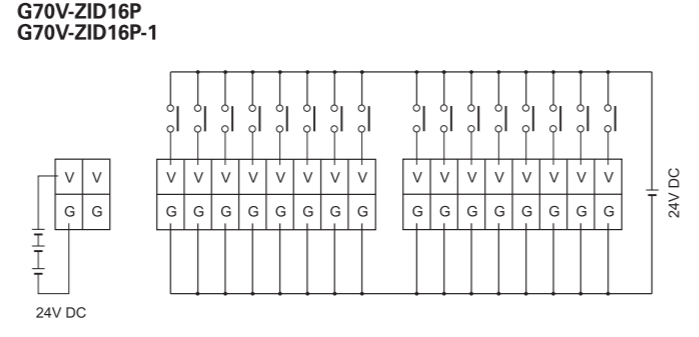 G70V-ZID16P
G70V-ZID16P-1
V V
G G
24V DC
V V V V V V V V
G G G G G G G G
V V V V V V V V
G G G G G G G G
24V DC